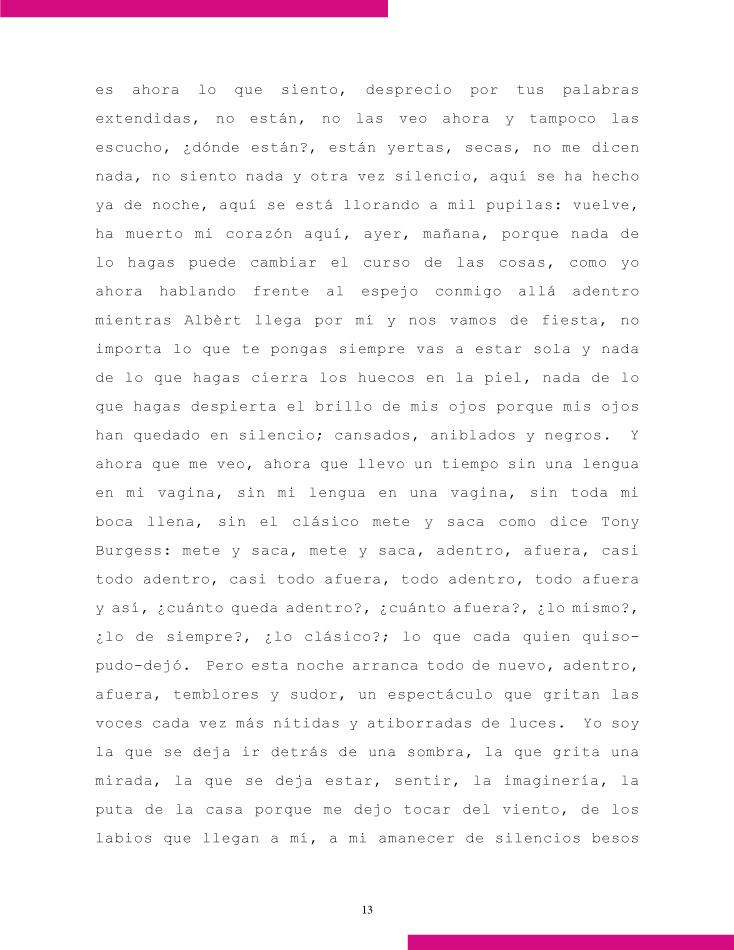 es ahora lo que siento, desprecio por tus palabras
extendidas, no están, no las veo ahora y tampoco las
escucho, ¿dónde están?, están yertas, secas, no me dicen
nada, no siento nada y otra vez silencio, aquí se ha hecho
ya de noche, aquí se está llorando a mil pupilas: vuelve,
ha muerto mi corazón aquí, ayer, mañana, porque nada de
lo hagas puede cambiar el curso de las cosas, como yo
ahora hablando frente al espejo conmigo allá adentro
mientras Albèrt llega por mí y nos vamos de fiesta, no
importa lo que te pongas siempre vas a estar sola y nada
de lo que hagas cierra los huecos en la piel, nada de lo
que hagas despierta el brillo de mis ojos porque mis ojos
han quedado en silencio; cansados, aniblados y negros. Y
ahora que me veo, ahora que llevo un tiempo sin una lengua
en mi vagina, sin mi lengua en una vagina, sin toda mi
boca llena, sin el clásico mete y saca como dice Tony
Burgess: mete y saca, mete y saca, adentro, afuera, casi
todo adentro, casi todo afuera, todo adentro, todo afuera
y así, ¿cuánto queda adentro?, ¿cuánto afuera?, ¿lo mismo?,
¿lo de siempre?, ¿lo clásico?; lo que cada quien quiso-
pudo-dejó. Pero esta noche arranca todo de nuevo, adentro,
afuera, temblores y sudor, un espectáculo que gritan las
voces cada vez más nítidas y atiborradas de luces. Yo soy
la que se deja ir detrás de una sombra, la que grita una
mirada, la que se deja estar, sentir, la imaginería, la
puta de la casa porque me dejo tocar del viento, de los
labios que llegan a mí, a mi amanecer de silencios besos
13